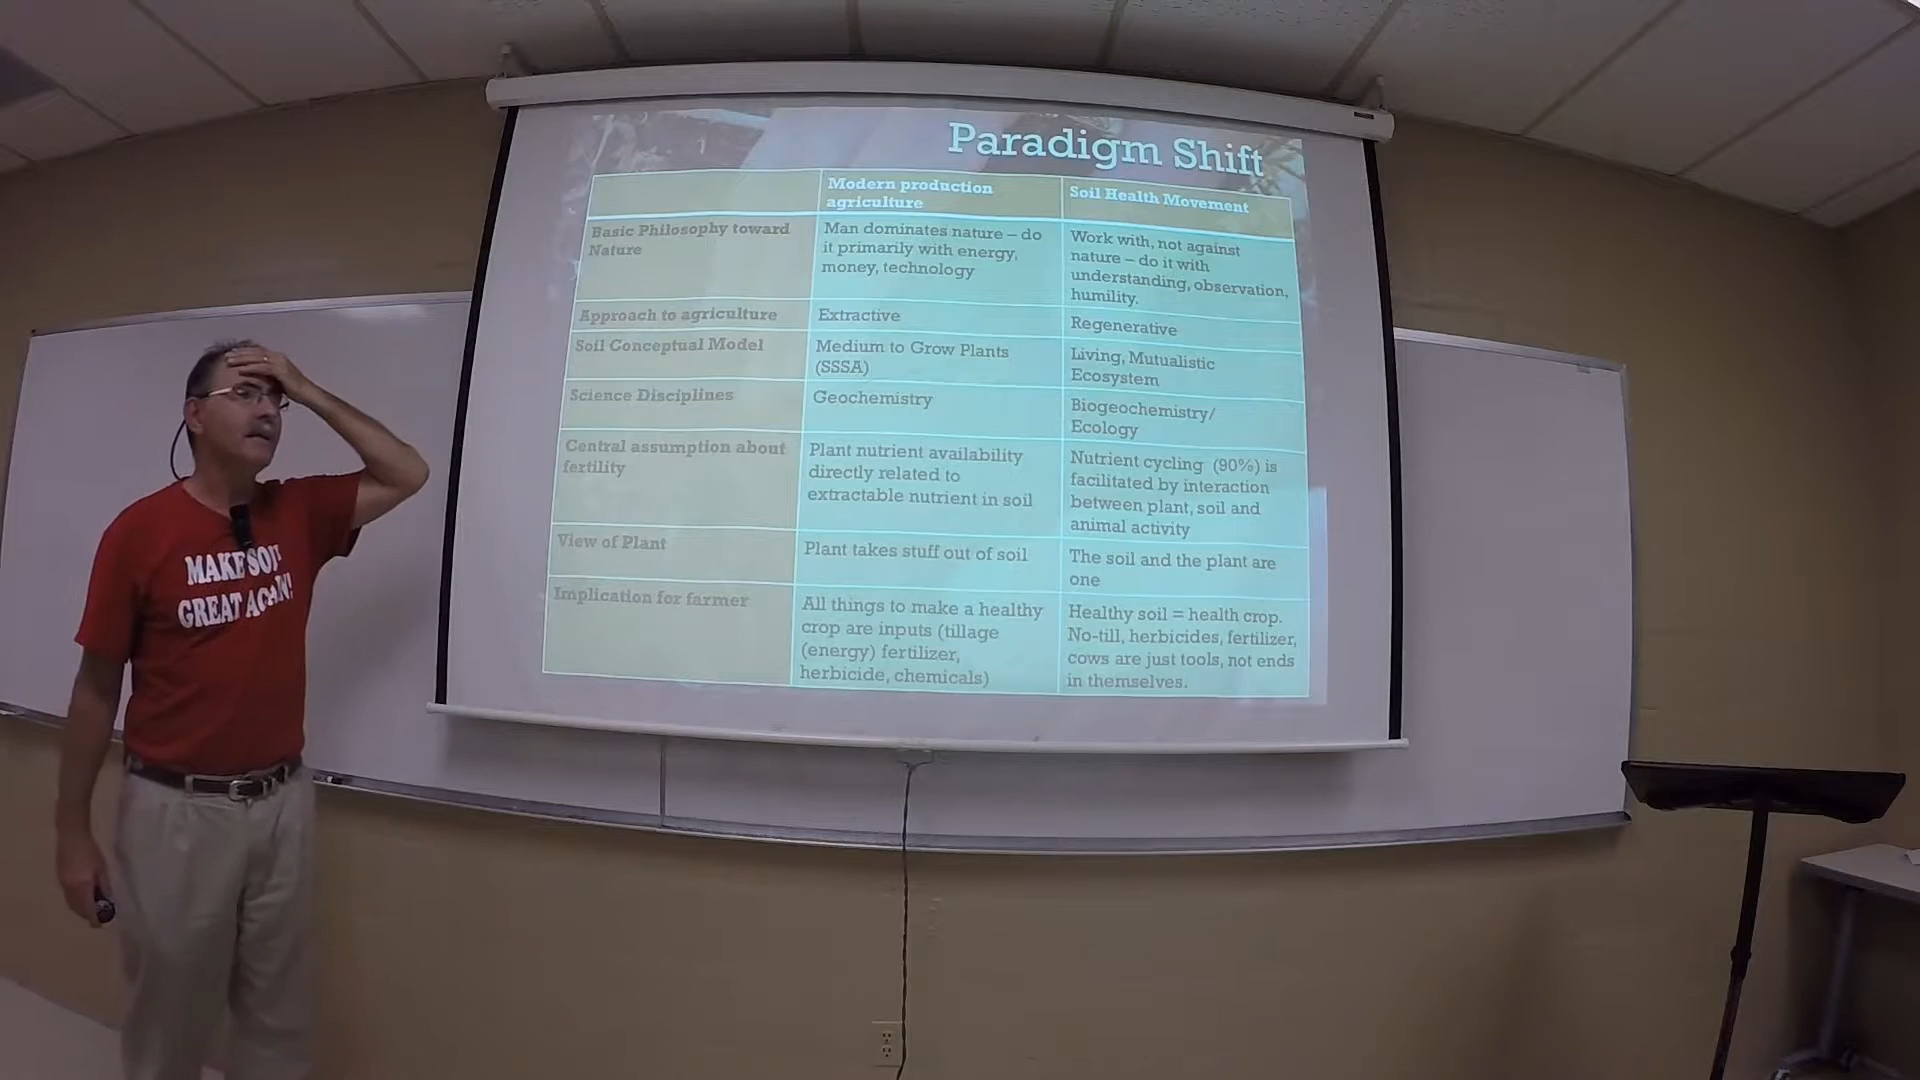 Paradigm Shift
Modern production
agriculture
Soil Health Movement
Basic Philosophy toward
Nature
Man dominates nature – do
it primarily with energy,
money, technology
Work with, not against
nature – do it with
understanding, observation,
humility.
Approach to agriculture
Extractive
Regenerative
Soil Conceptual Model
Medium to Grow Plants
(SSSA)
Living, Mutualistic
Ecosystem
Science Disciplines
Geochemistry
Biogeochemistry/
Ecology
Central assumption about
fertility
Plant nutrient availability
directly related to
extractable nutrient in soil
Nutrient cycling (90%) is
facilitated by interaction
between plant, soil and
animal activity
View of Plant
Plant takes stuff out of soil
The soil and the plant are
one
Implication for farmer
All things to make a healthy
crop are inputs (tillage
(energy) fertilizer,
herbicide, chemicals)
Healthy soil = health crop.
No-till, herbicides, fertilizer,
cows are just tools, not ends
in themselves.
MAKE SOIL
GREAT AGAIN!